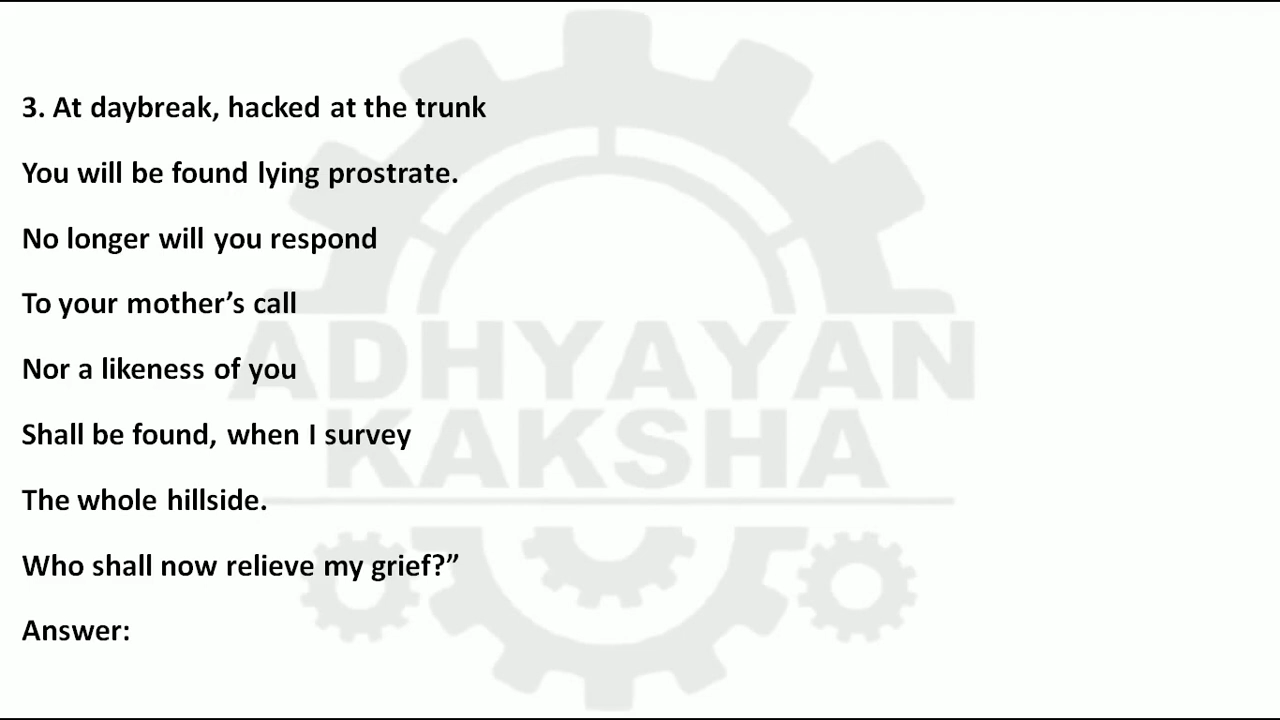 3. At daybreak, hacked at the trunk
You will be found lying prostrate.
No longer will you respond
To your mother’s call
Nor a likeness of you
Shall be found, when I survey
The whole hillside.
Who shall now relieve my grief?”
Answer:
ADHYAYAN
KAKSHA